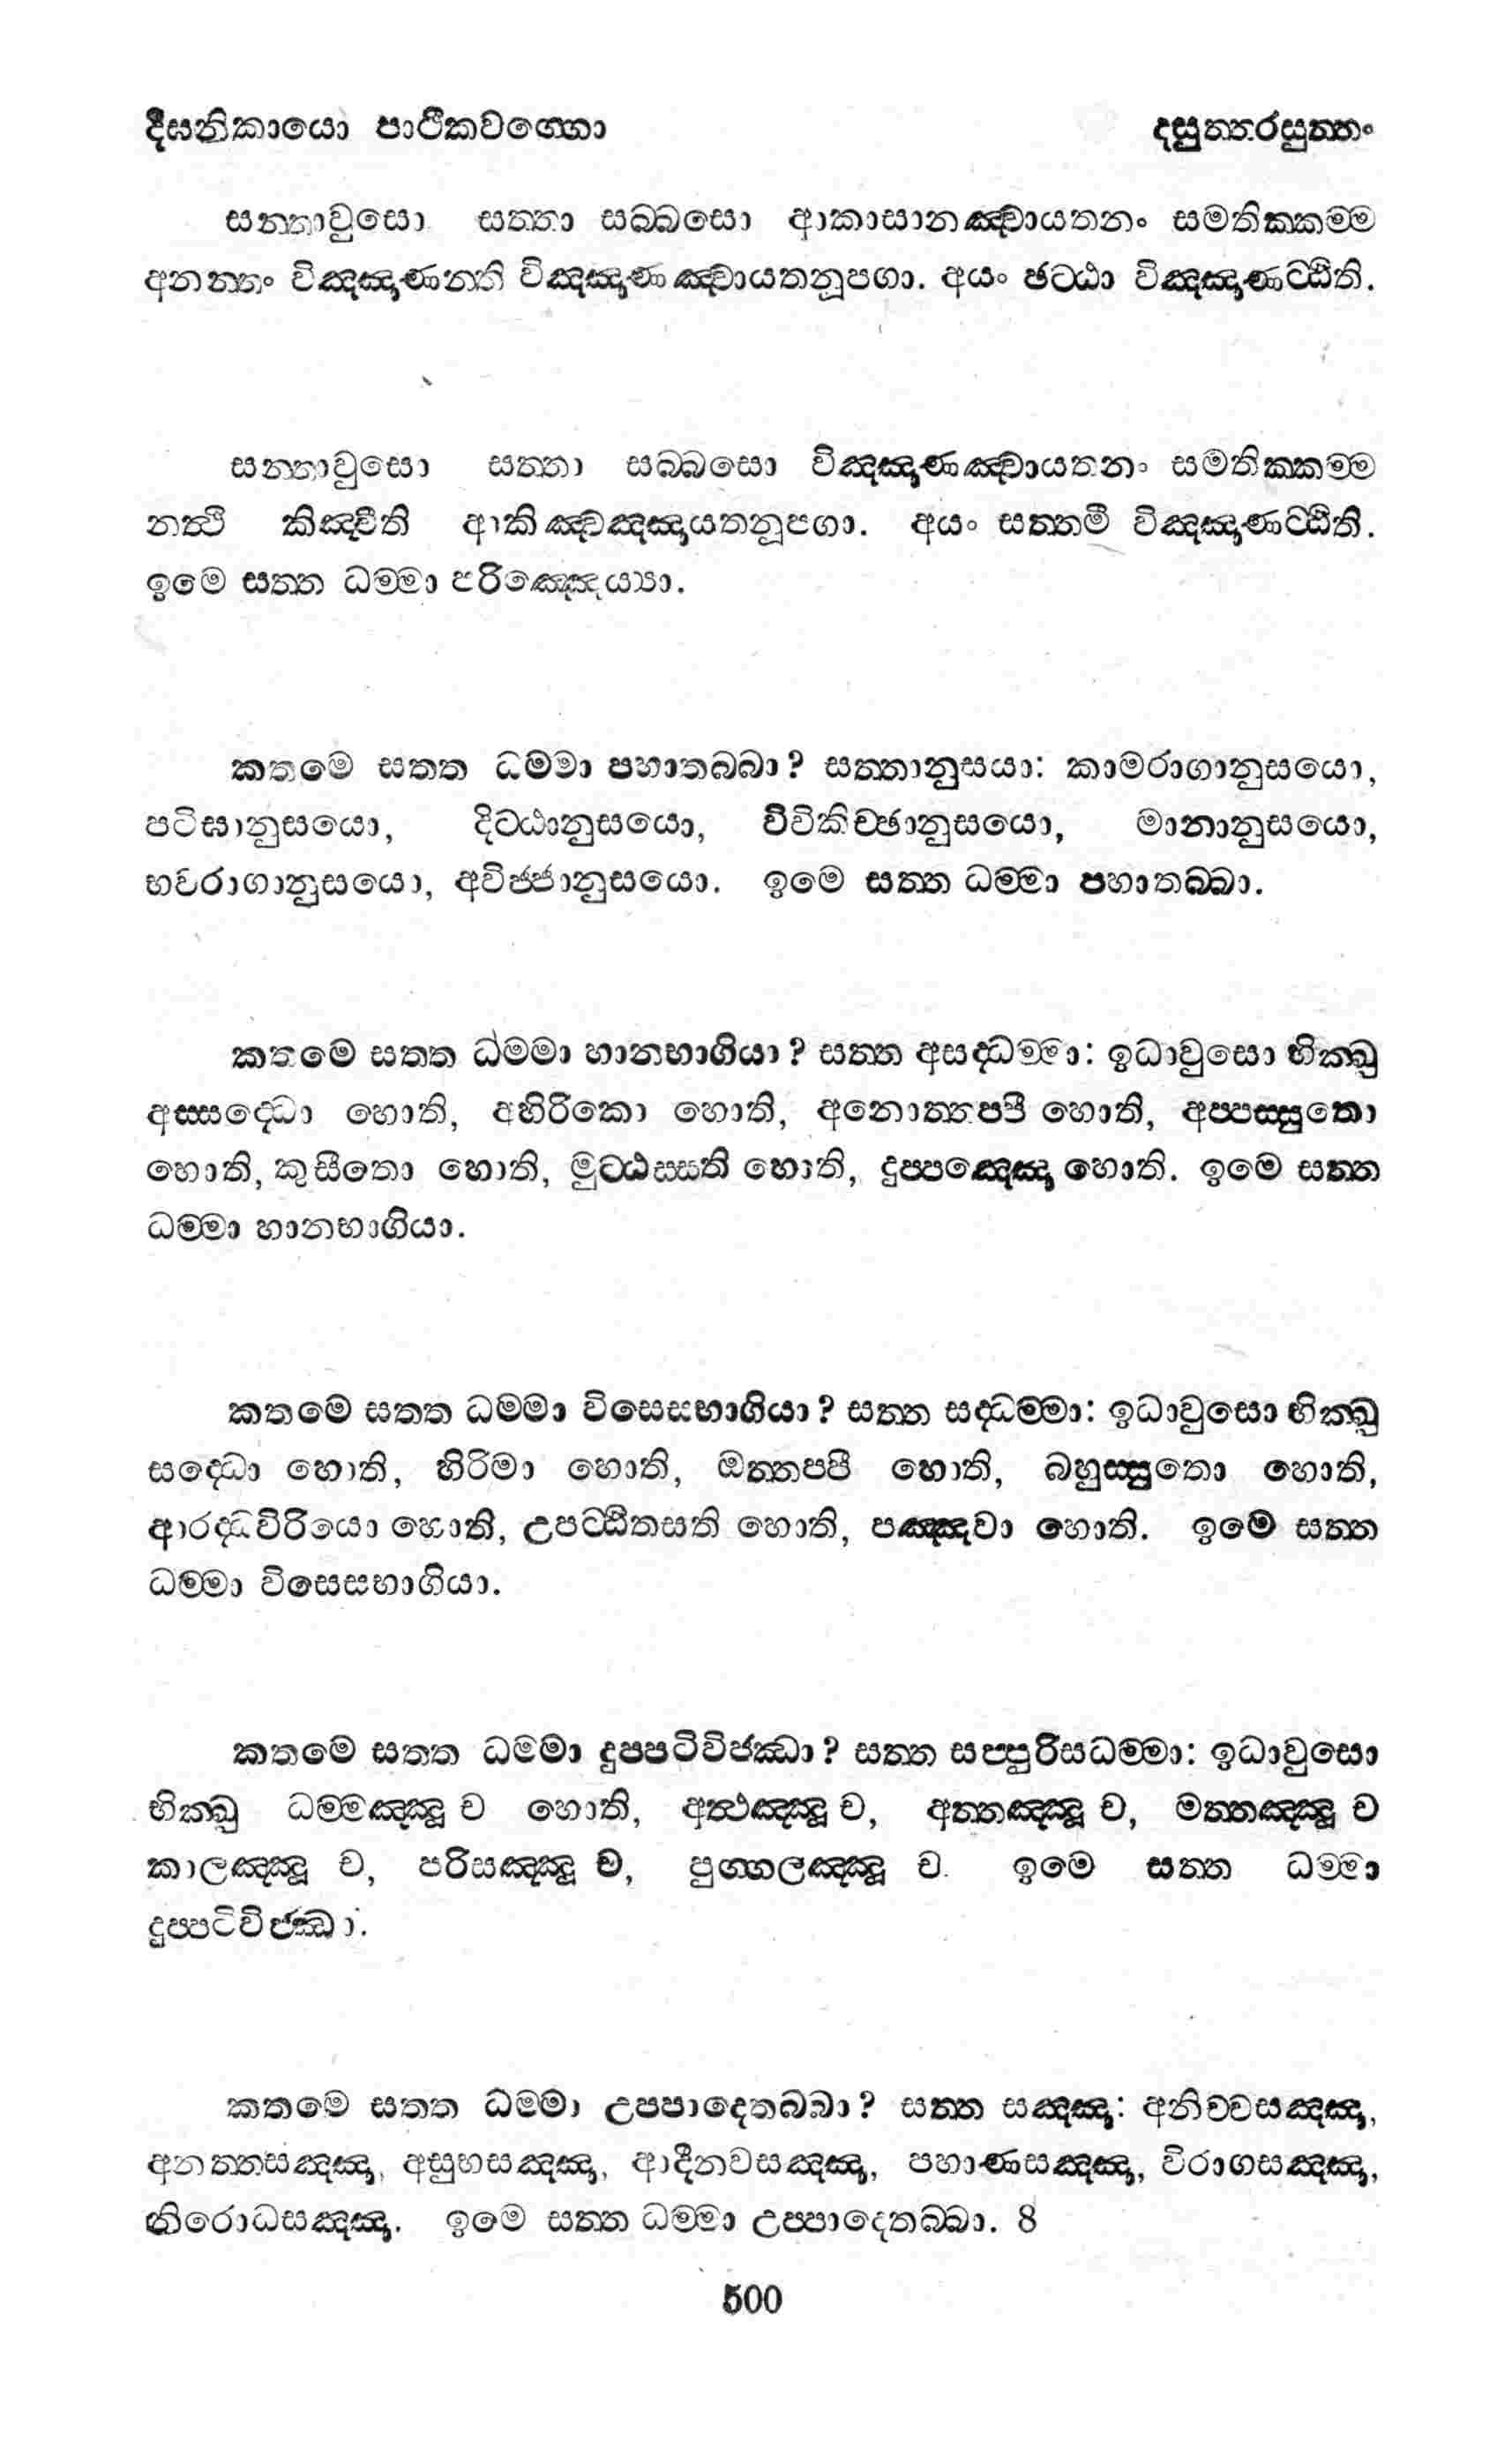 දීඝනිකායො පාථිකවග්ගො දසුත්තරසුත්තං
සන්තාවුසො සත්තා සබ්බසො ආකාසානඤ්චායතනං සමතික්කම්ම
අනන්තං විඤ්ඤාණන්ති විඤ්ඤාණඤ්චායතනූපගා. අයං ඡට්ඨා විඤ්ඤාණට්ඨිති.
සන්තාවුසො සත්තා සබ්බසො විඤ්ඤාණඤ්චායතනං සමතික්කම්ම
නත්ථි කිඤ්චීති ආකිඤ්චඤ්ඤායතනූපගා. අයං සත්තමී විඤ්ඤාණට්ඨිති.
ඉමෙ සත්ත ධම්මා පරිඤ්ඤෙය්‍යා.
කතමෙ සත්ත ධම්මා පහාතබ්බා? සත්තානුසයා: කාමරාගානුසයො,
පටිඝානුසයො, දිට්ඨානුසයො, විචිකිච්ඡානුසයො, මානානුසයො,
භවරාගානුසයො, අවිජ්ජානුසයො. ඉමෙ සත්ත ධම්මා පහාතබ්බා.
කතමෙ සත්ත ධම්මා හානභාගියා? සත්ත අසද්ධම්මා: ඉධාවුසො භික්ඛු
අස්සද්ධො හොති, අහිරිකො හොති, අනොත්තප්පී හොති, අප්පස්සුතො
හොති, කුසීතො හොති, මුට්ඨස්සති හොති, දුප්පඤ්ඤො හොති. ඉමෙ සත්ත
ධම්මා හානභාගියා.
කතමෙ සත්ත ධම්මා විසෙසභාගියා? සත්ත සද්ධම්මා: ඉධාවුසො භික්ඛු
සද්ධො හොති, හිරිමා හොති, ඔත්තප්පී හොති, බහුස්සුතො හොති,
ආරද්ධවිරියො හොති, උපට්ඨිතසති හොති, පඤ්ඤවා හොති. ඉමෙ සත්ත
ධම්මා විසෙසභාගියා.
කතමෙ සත්ත ධම්මා දුප්පටිවිජ්ඣා? සත්ත සප්පුරිසධම්මා: ඉධාවුසො
භික්ඛු ධම්මඤ්ඤූ ච හොති, අත්ථඤ්ඤූ ච, අත්තඤ්ඤූ ච, මත්තඤ්ඤූ ච
කාලඤ්ඤූ ච, පරිසඤ්ඤූ ච, පුග්ගලඤ්ඤූ ච. ඉමෙ සත්ත ධම්මා
දුප්පටිවිජ්ඣා.
කතමෙ සත්ත ධම්මා උප්පාදෙතබ්බා? සත්ත සඤ්ඤා: අනිච්චසඤ්ඤා,
අනත්තසඤ්ඤා, අසුභසඤ්ඤා, ආදීනවසඤ්ඤා, පහාණසඤ්ඤා, විරාගසඤ්ඤා,
නිරොධසඤ්ඤා. ඉමෙ සත්ත ධම්මා උප්පාදෙතබ්බා. 8
500